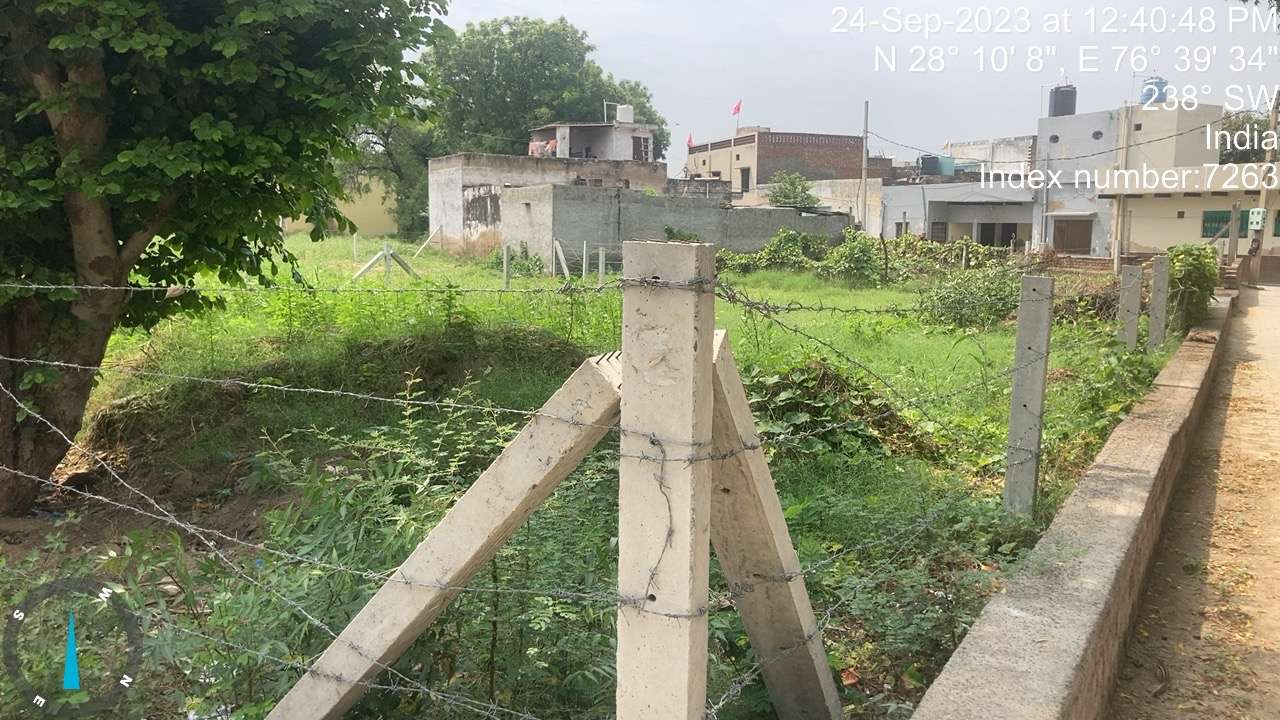 24-Sep-2023 at 12:40:48 PM
N 28° 10' 8", E 76° 39' 34"
238° SW
India
Index number:7263
S W
E N